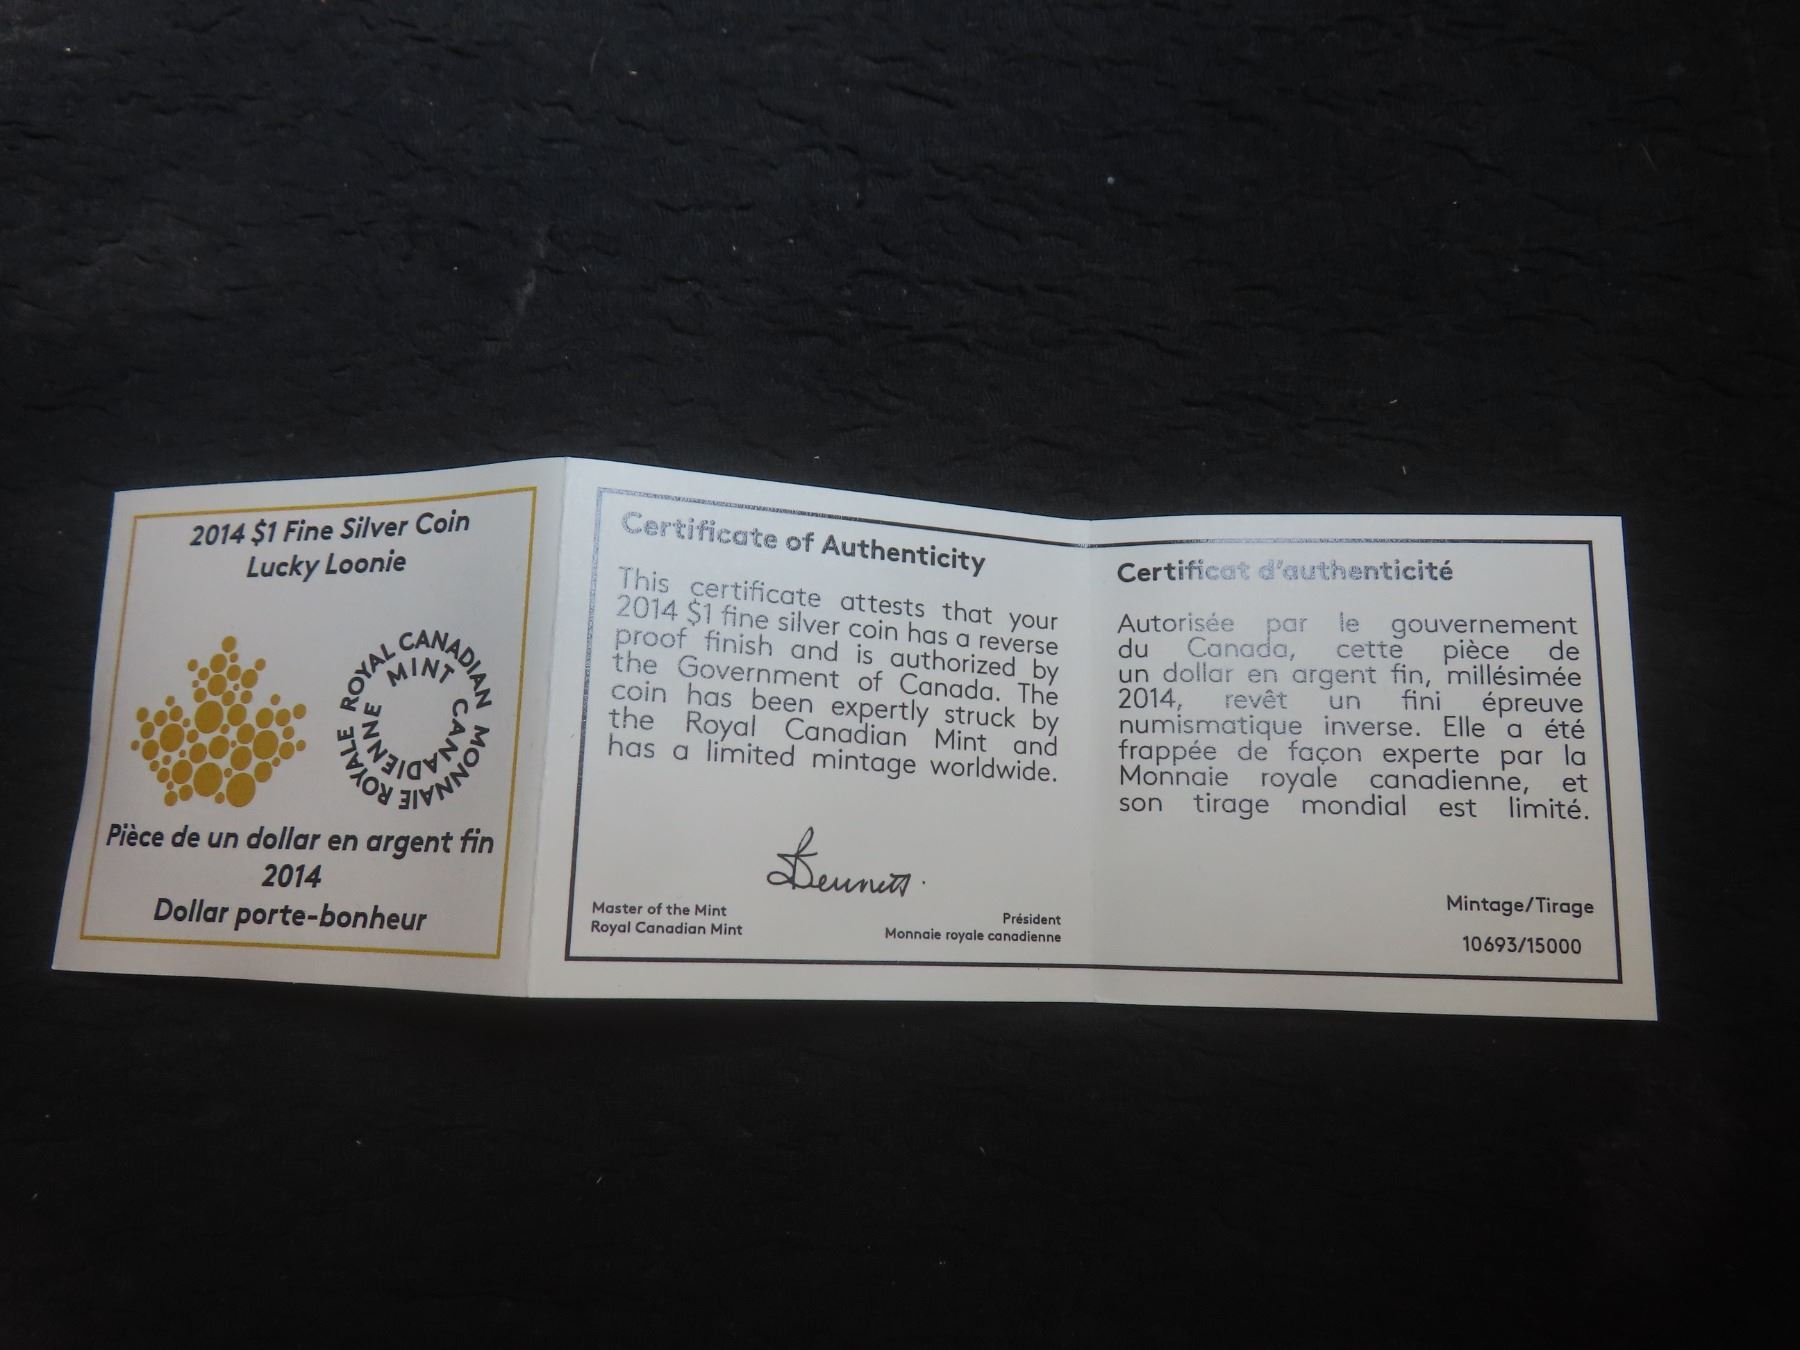 2014 $1 Fine Silver Coin
Lucky Loonie
ROYAL CANADIAN MINT
MONNAIE ROYALE CANADIENNE
Pièce de un dollar en argent fin
2014
Dollar porte-bonheur
Certificate of Authenticity
This certificate attests that your
2014 $1 fine silver coin has a reverse
proof finish and is authorized by
the Government of Canada. The
coin has been expertly struck by
the Royal Canadian Mint and
has a limited mintage worldwide.
Bennett
Master of the Mint
Royal Canadian Mint
Président
Monnaie royale canadienne
Certificat d'authenticité
Autorisée par le gouvernement
du Canada, cette pièce de
un dollar en argent fin, millésimée
2014, revêt un fini épreuve
numismatique inverse. Elle a été
frappée de façon experte par la
Monnaie royale canadienne, et
son tirage mondial est limité.
Mintage/Tirage
10693/15000